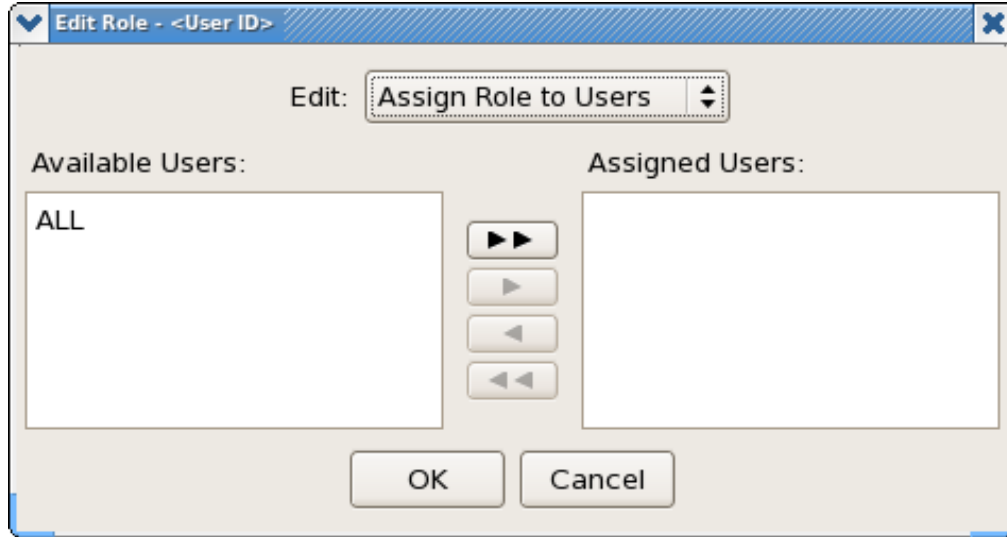 Edit Role - <User ID>
Edit: Assign Role to Users
Available Users: Assigned Users:
ALL
OK Cancel